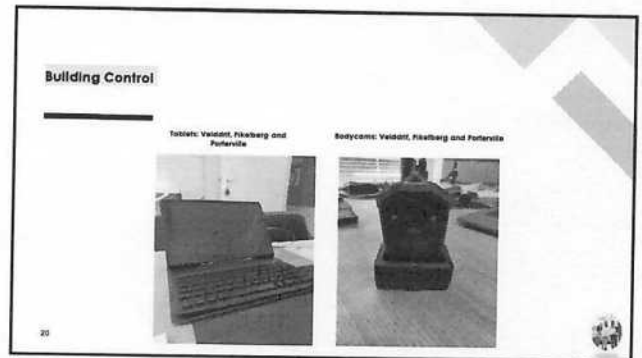 Building Control
Tablets: Velddrif, Piketberg and
Porterville
Bodycams: Velddrif, Piketberg and Porterville
20